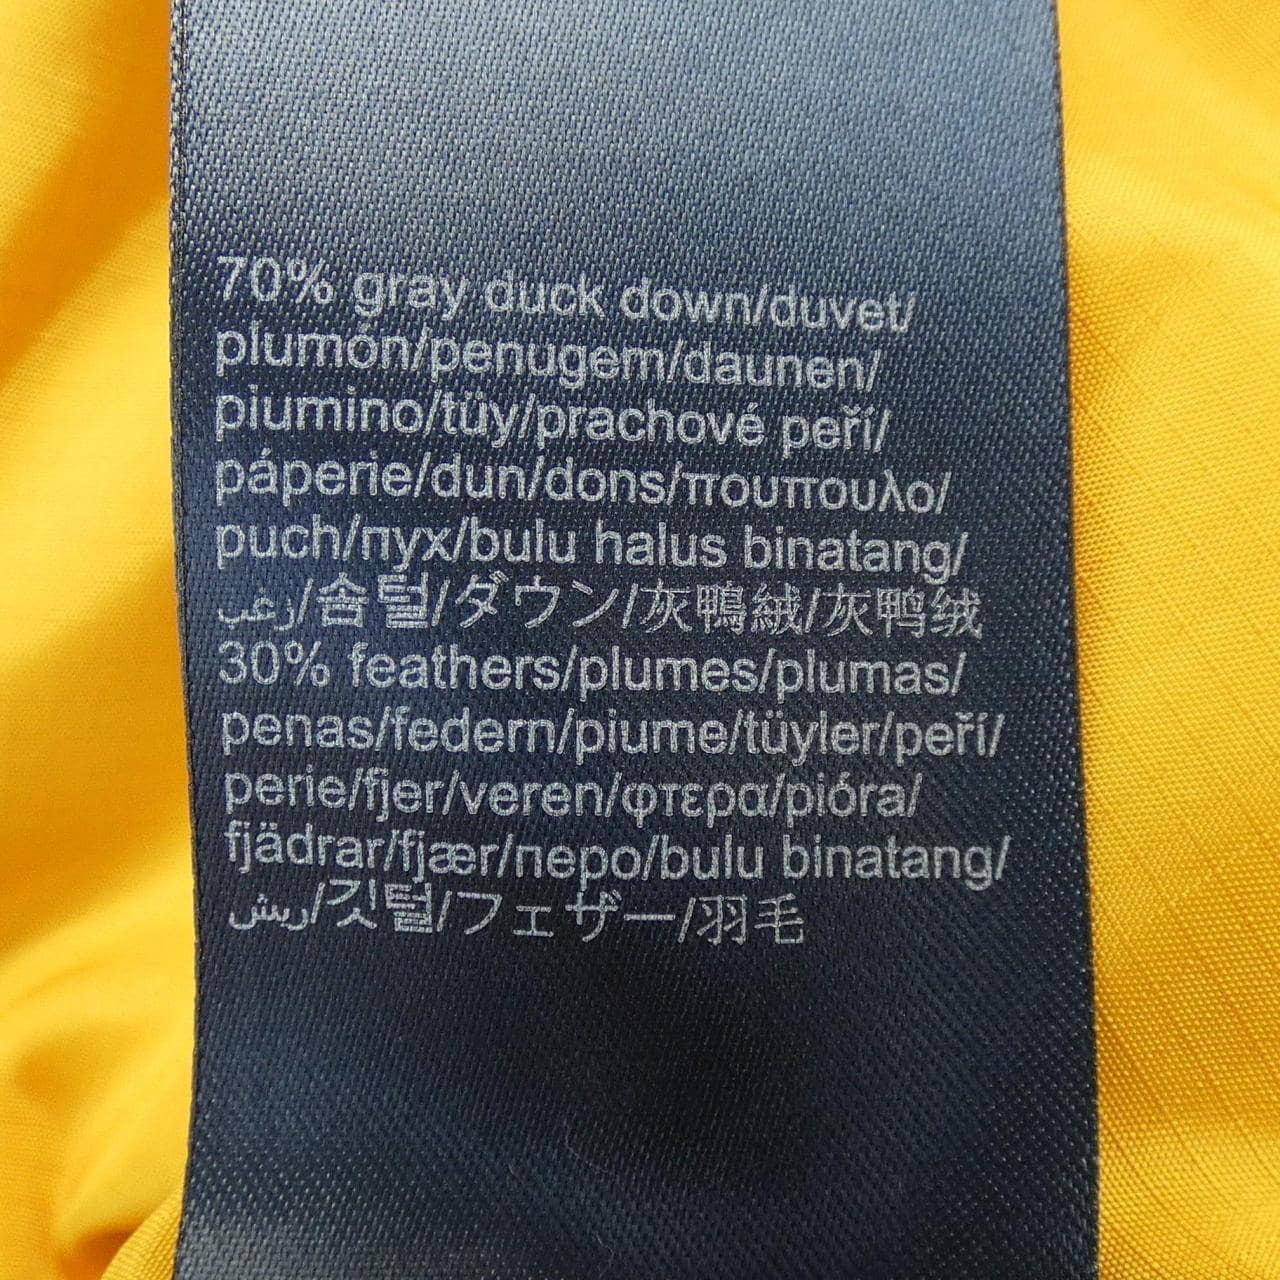 70% gray duck down/duvet/
plumón/penugem/daunen/
piumino/tüy/prachové peří/
páperie/dun/dons/πουπουλο/
puch/пух/bulu halus binatang/
زغب/솜털/ダウン/灰鴨絨/灰鸭绒
30% feathers/plumes/plumas/
penas/federn/piume/tüyler/peří/
perie/fjer/veren/φτερα/pióra/
fjädrar/fjær/перо/bulu binatang/
ريش/깃털/フェザー/羽毛